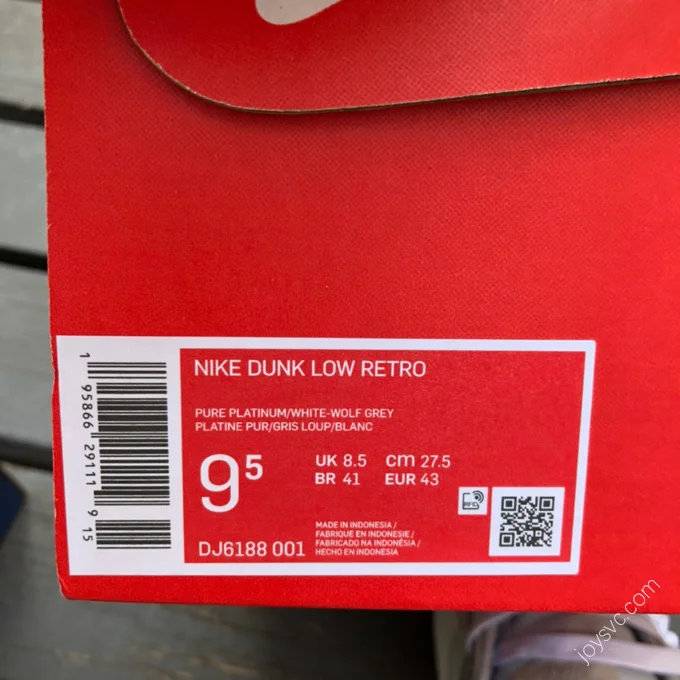 NIKE DUNK LOW RETRO
PURE PLATINUM/WHITE-WOLF GREY
PLATINE PUR/GRIS LOUP/BLANC
9⁵
UK 8.5 cm 27.5
BR 41 EUR 43
RFID
DJ6188 001
MADE IN INDONESIA /
FABRIQUE EN INDONESIE /
FABRICADO NA INDONÉSIA /
HECHO EN INDONESIA
1 95866 29111 9 15
joysvc.com